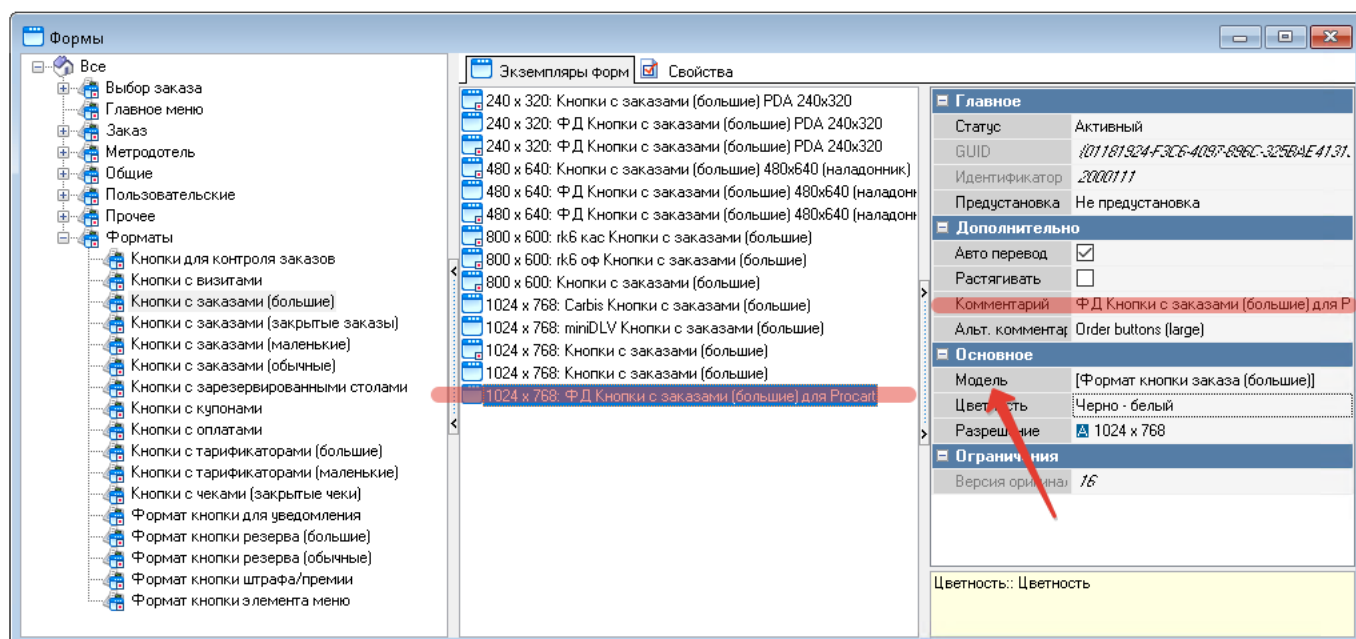 Формы
Все
Выбор заказа
Главное меню
Заказ
Метродотель
Общие
Пользовательские
Прочее
Форматы
Кнопки для контроля заказов
Кнопки с визитами
Кнопки с заказами (большие)
Кнопки с заказами (закрытые заказы)
Кнопки с заказами (маленькие)
Кнопки с заказами (обычные)
Кнопки с зарезервированными столами
Кнопки с купонами
Кнопки с оплатами
Кнопки с тарификаторами (большие)
Кнопки с тарификаторами (маленькие)
Кнопки с чеками (закрытые чеки)
Формат кнопки для уведомления
Формат кнопки резерва (большие)
Формат кнопки резерва (обычные)
Формат кнопки штрафа/премии
Формат кнопки элемента меню
Экземпляры форм Свойства
240 x 320: Кнопки с заказами (большие) PDA 240x320
240 x 320: ФД Кнопки с заказами (большие) PDA 240x320
240 x 320: ФД Кнопки с заказами (большие) PDA 240x320
480 x 640: Кнопки с заказами (большие) 480x640 (наладонник)
480 x 640: ФД Кнопки с заказами (большие) 480x640 (наладонн
480 x 640: ФД Кнопки с заказами (большие) 480x640 (наладонн
800 x 600: rk6 кас Кнопки с заказами (большие)
800 x 600: rk6 оф Кнопки с заказами (большие)
800 x 600: Кнопки с заказами (большие)
1024 x 768: Carbis Кнопки с заказами (большие)
1024 x 768: miniDLV Кнопки с заказами (большие)
1024 x 768: Кнопки с заказами (большие)
1024 x 768: Кнопки с заказами (большие)
1024 x 768: ФД Кнопки с заказами (большие) для Procart
Главное
Статус Активный
GUID {01181924-F3C6-4097-896C-325BAE4131.
Идентификатор 2000111
Предустановка Не предустановка
Дополнительно
Авто перевод
Растягивать
Комментарий ФД Кнопки с заказами (большие) для P
Альт. коммента Order buttons (large)
Основное
Модель [Формат кнопки заказа (большие)]
Черно - белый
A 1024 x 768
Ограничения
Версия 16
Цветность:: Цветность